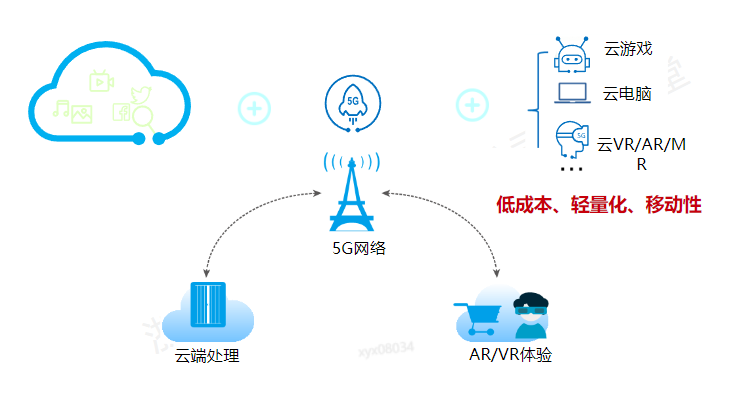 5G
云游戏
云电脑
5G
云VR/AR/M
R
...
低成本、轻量化、移动性
5G网络
云端处理
xyx08034
AR/VR体验